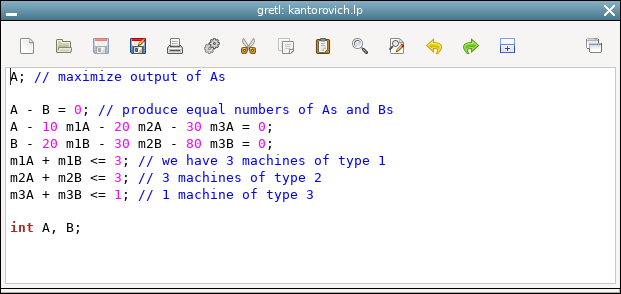 gretl: kantorovich.lp
A; // maximize output of As
A - B = 0; // produce equal numbers of As and Bs
A - 10 m1A - 20 m2A - 30 m3A = 0;
B - 20 m1B - 30 m2B - 80 m3B = 0;
m1A + m1B <= 3; // we have 3 machines of type 1
m2A + m2B <= 3; // 3 machines of type 2
m3A + m3B <= 1; // 1 machine of type 3
int A, B;